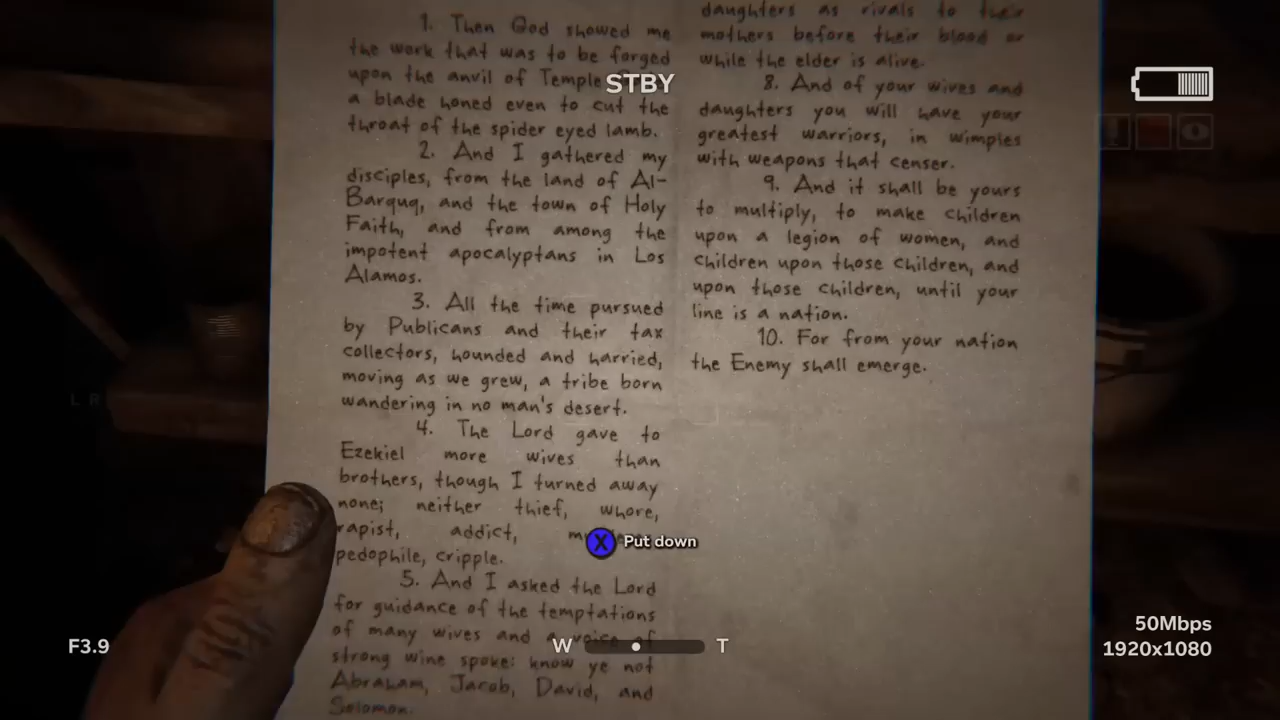 1. Then God showed me
the work that was to be forged
upon the anvil of Temple
a blade honed even to cut the
throat of the spider eyed lamb.
2. And I gathered my
disciples, from the land of Al-
Barquq, and the town of Holy
Faith, and from among the
impotent apocalyptans in Los
Alamos.
3. All the time pursued
by Publicans and their tax
collectors, hounded and harried,
moving as we grew, a tribe born
wandering in no man's desert.
4. The Lord gave to
Ezekiel more wives than
brothers, though I turned away
none; neither thief, whore,
rapist, addict,
pedophile, cripple.
5. And I asked the Lord
for guidance of the temptations
of many wives and a voice of
strong wine spoke: know ye not
Abraham, Jacob, David, and
Solomon.
daughters as rivals to their
mothers before their blood or
while the elder is alive.
8. And of your wives and
daughters you will have your
greatest warriors, in wimples
with weapons that censer.
9. And it shall be yours
to multiply, to make children
upon a legion of women, and
children upon those children, and
upon those children, until your
line is a nation.
10. For from your nation
the Enemy shall emerge.
STBY
X Put down
F3.9
W T
50Mbps
1920x1080